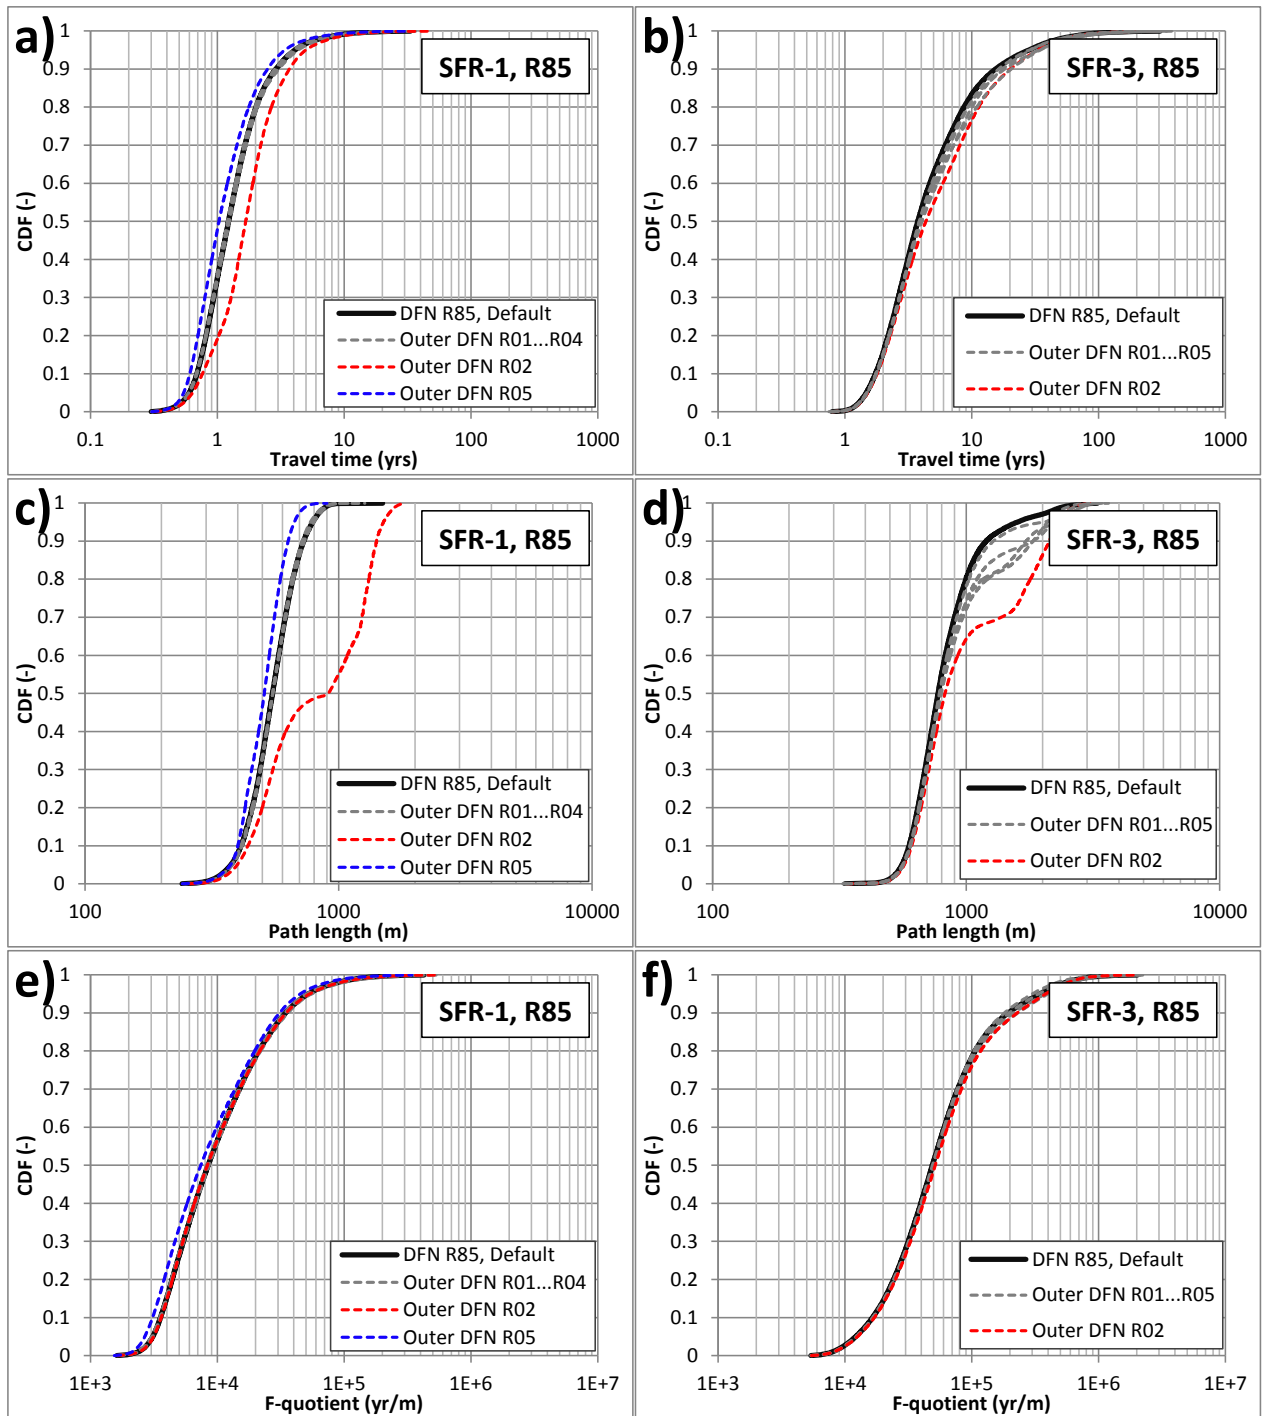 a)
SFR-1, R85
1
0.9
0.8
0.7
0.6
0.5
0.4
0.3
0.2
0.1
0
CDF (-)
DFN R85, Default
Outer DFN R01...R04
Outer DFN R02
Outer DFN R05
0.1 1 10 100 1000
Travel time (yrs)
b)
SFR-3, R85
1
0.9
0.8
0.7
0.6
0.5
0.4
0.3
0.2
0.1
0
CDF (-)
DFN R85, Default
Outer DFN R01...R05
Outer DFN R02
0.1 1 10 100 1000
Travel time (yrs)
c)
SFR-1, R85
1
0.9
0.8
0.7
0.6
0.5
0.4
0.3
0.2
0.1
0
CDF (-)
DFN R85, Default
Outer DFN R01...R04
Outer DFN R02
Outer DFN R05
100 1000 10000
Path length (m)
d)
SFR-3, R85
1
0.9
0.8
0.7
0.6
0.5
0.4
0.3
0.2
0.1
0
CDF (-)
DFN R85, Default
Outer DFN R01...R05
Outer DFN R02
100 1000 10000
Path length (m)
e)
SFR-1, R85
1
0.9
0.8
0.7
0.6
0.5
0.4
0.3
0.2
0.1
0
CDF (-)
DFN R85, Default
Outer DFN R01...R04
Outer DFN R02
Outer DFN R05
1E+3 1E+4 1E+5 1E+6 1E+7
F-quotient (yr/m)
f)
SFR-3, R85
1
0.9
0.8
0.7
0.6
0.5
0.4
0.3
0.2
0.1
0
CDF (-)
DFN R85, Default
Outer DFN R01...R05
Outer DFN R02
1E+3 1E+4 1E+5 1E+6 1E+7
F-quotient (yr/m)